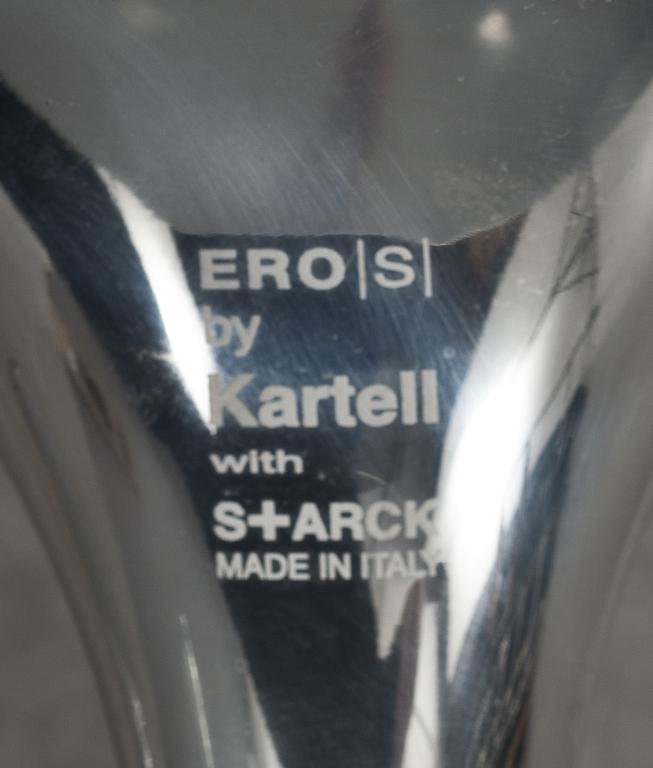 ERO|S|
by
Kartell
with
S+ARCK
MADE IN ITALY